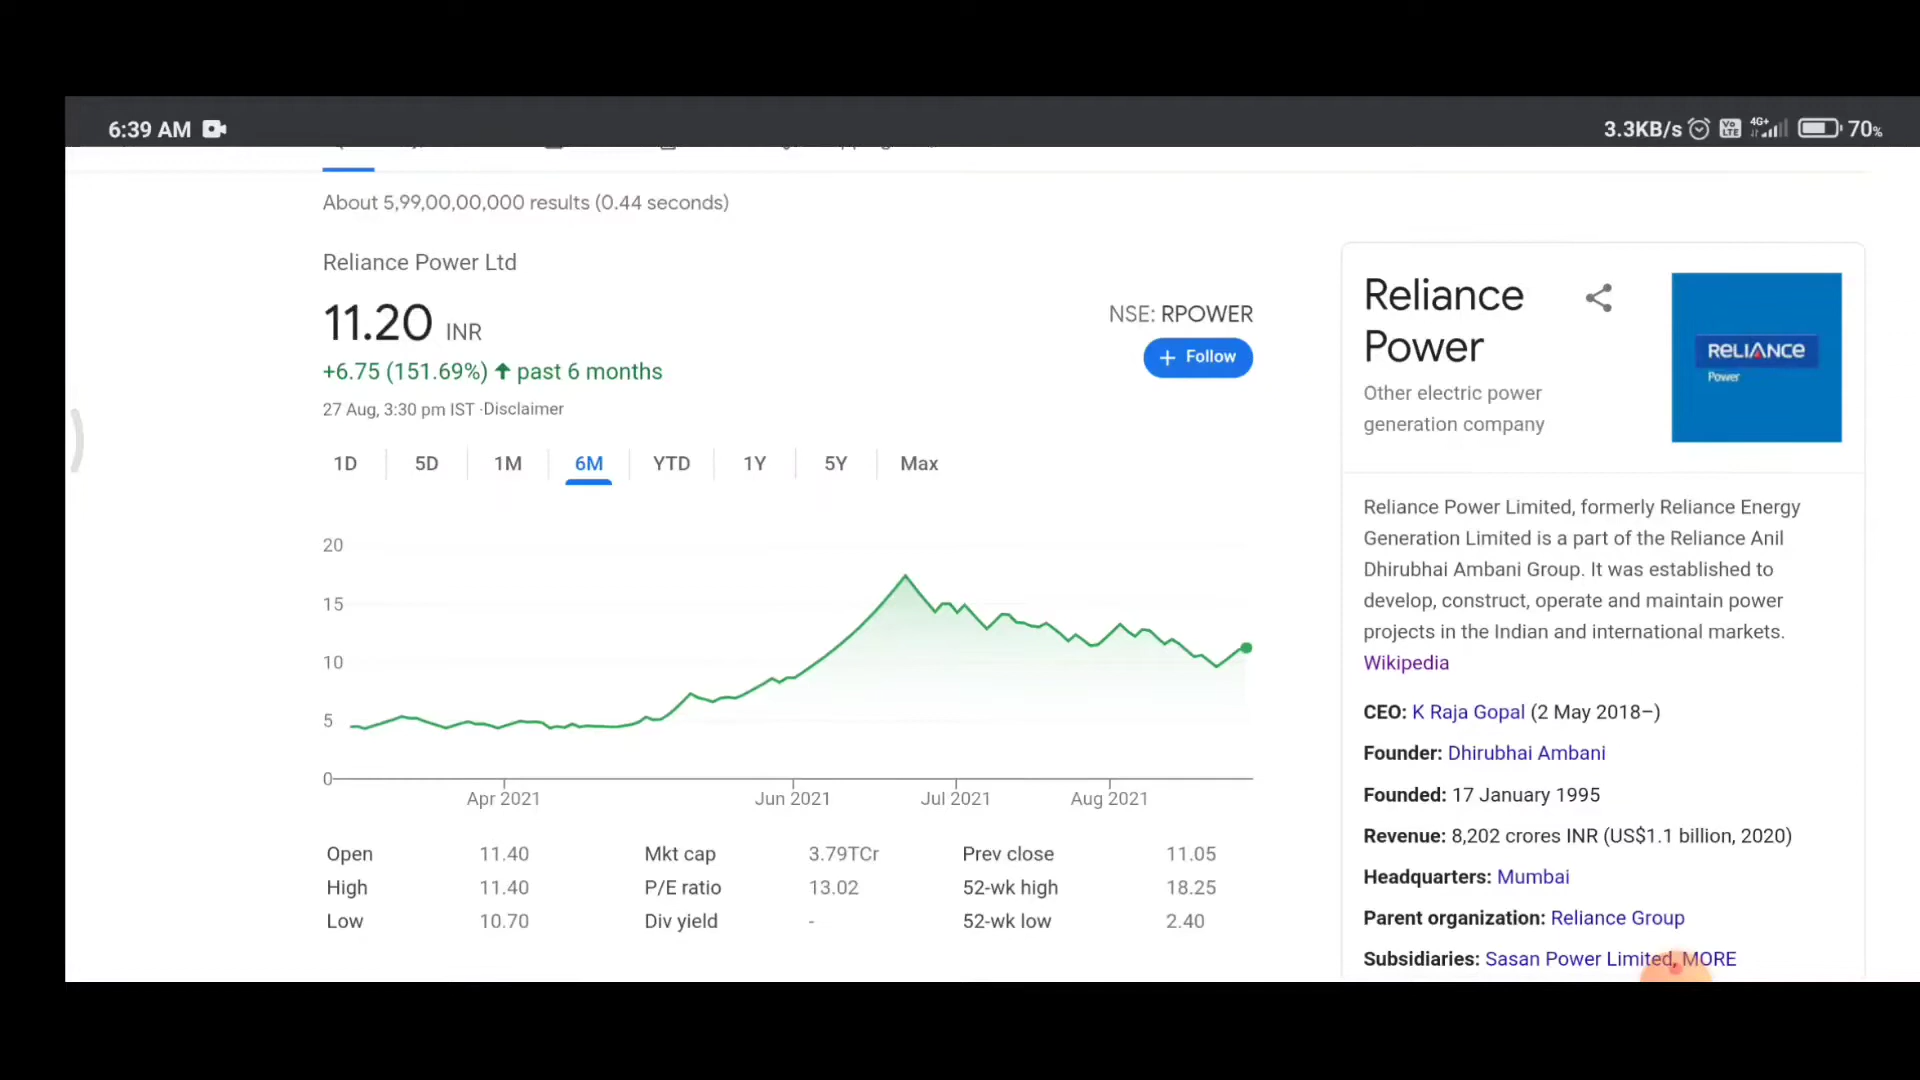 6:39 AM
3.3KB/s Vo LTE 4G+ 70%
About 5,99,00,00,000 results (0.44 seconds)
Reliance Power Ltd
11.20 INR
NSE: RPOWER
+ Follow
+6.75 (151.69%) ↑ past 6 months
27 Aug, 3:30 pm IST ·Disclaimer
1D 5D 1M 6M YTD 1Y 5Y Max
20
15
10
5
0
Apr 2021 Jun 2021 Jul 2021 Aug 2021
Open 11.40 Mkt cap 3.79TCr Prev close 11.05
High 11.40 P/E ratio 13.02 52-wk high 18.25
Low 10.70 Div yield - 52-wk low 2.40
Reliance
Power
RELIANCE
Power
Other electric power
generation company
Reliance Power Limited, formerly Reliance Energy
Generation Limited is a part of the Reliance Anil
Dhirubhai Ambani Group. It was established to
develop, construct, operate and maintain power
projects in the Indian and international markets.
Wikipedia
CEO: K Raja Gopal (2 May 2018–)
Founder: Dhirubhai Ambani
Founded: 17 January 1995
Revenue: 8,202 crores INR (US$1.1 billion, 2020)
Headquarters: Mumbai
Parent organization: Reliance Group
Subsidiaries: Sasan Power Limited, MORE